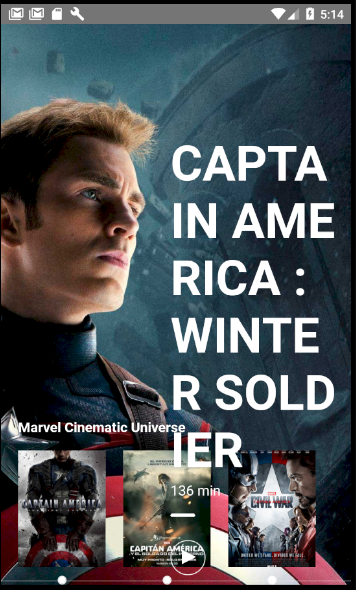 5:14
CAPTA
IN AME
RICA :
WINTE
R SOLD
IER
Marvel Cinematic Universe
136 min
CAPTAIN AMERICA
CAPITÁN AMÉRICA
CIVIL WAR